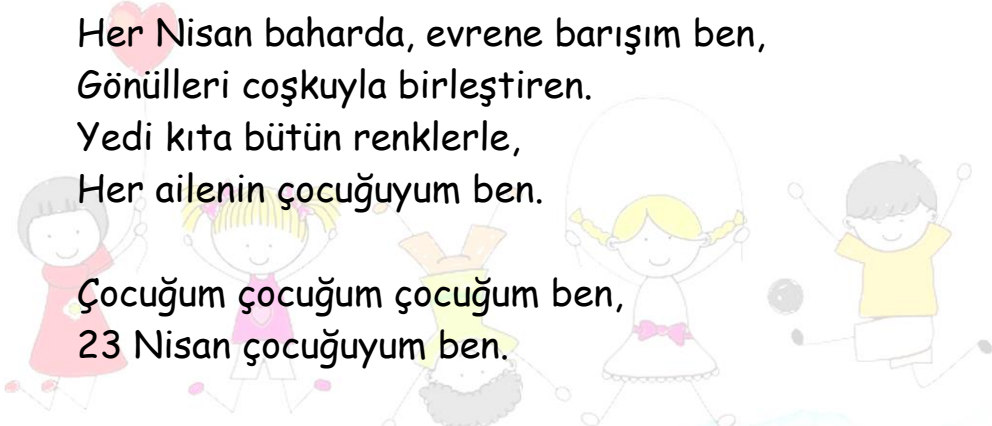 Her Nisan baharda, evrene barışım ben,
Gönülleri coşkuyla birleştiren.
Yedi kıta bütün renklerle,
Her ailenin çocuğuyum ben.
Çocuğum çocuğum çocuğum ben,
23 Nisan çocuğuyum ben.